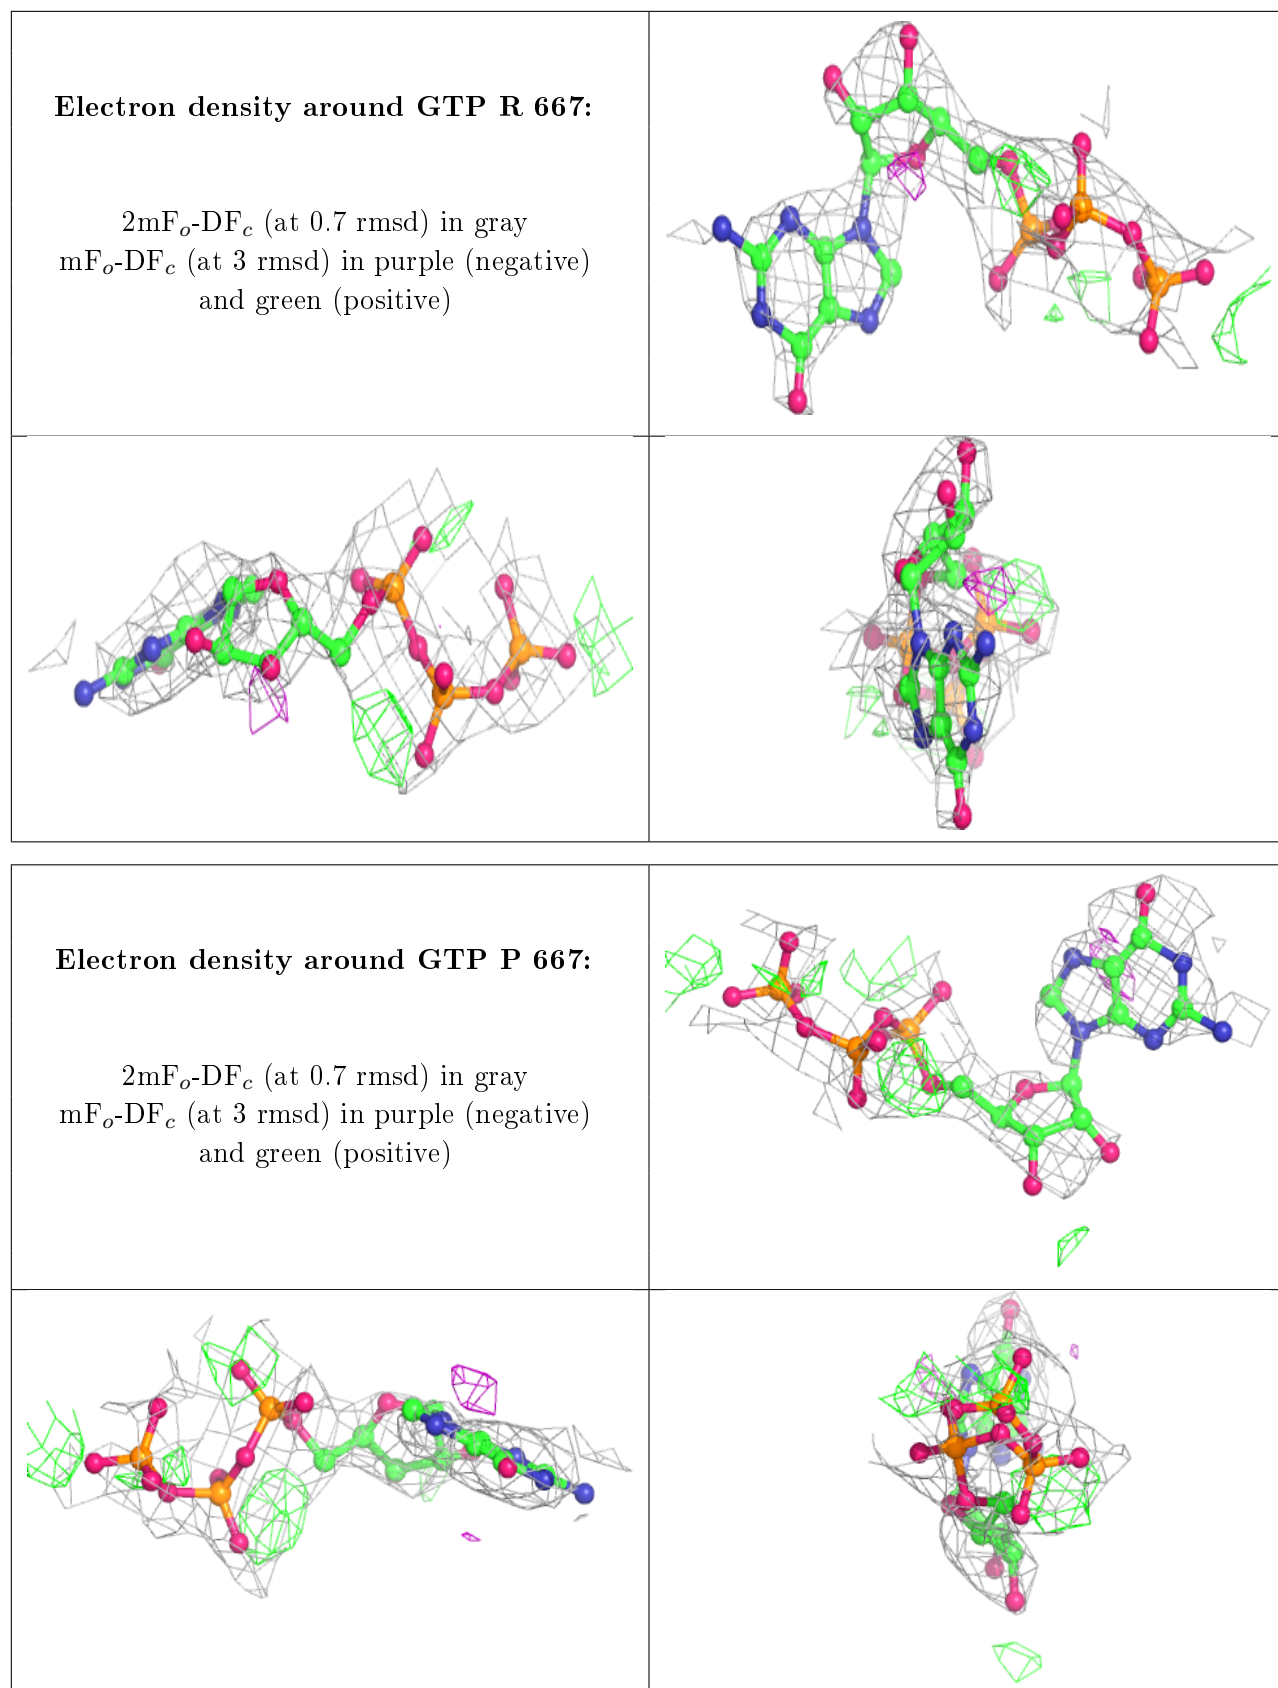 Electron density around GTP R 667:
2mFo-DFc (at 0.7 rmsd) in gray
mFo-DFc (at 3 rmsd) in purple (negative)
and green (positive)
Electron density around GTP P 667:
2mFo-DFc (at 0.7 rmsd) in gray
mFo-DFc (at 3 rmsd) in purple (negative)
and green (positive)